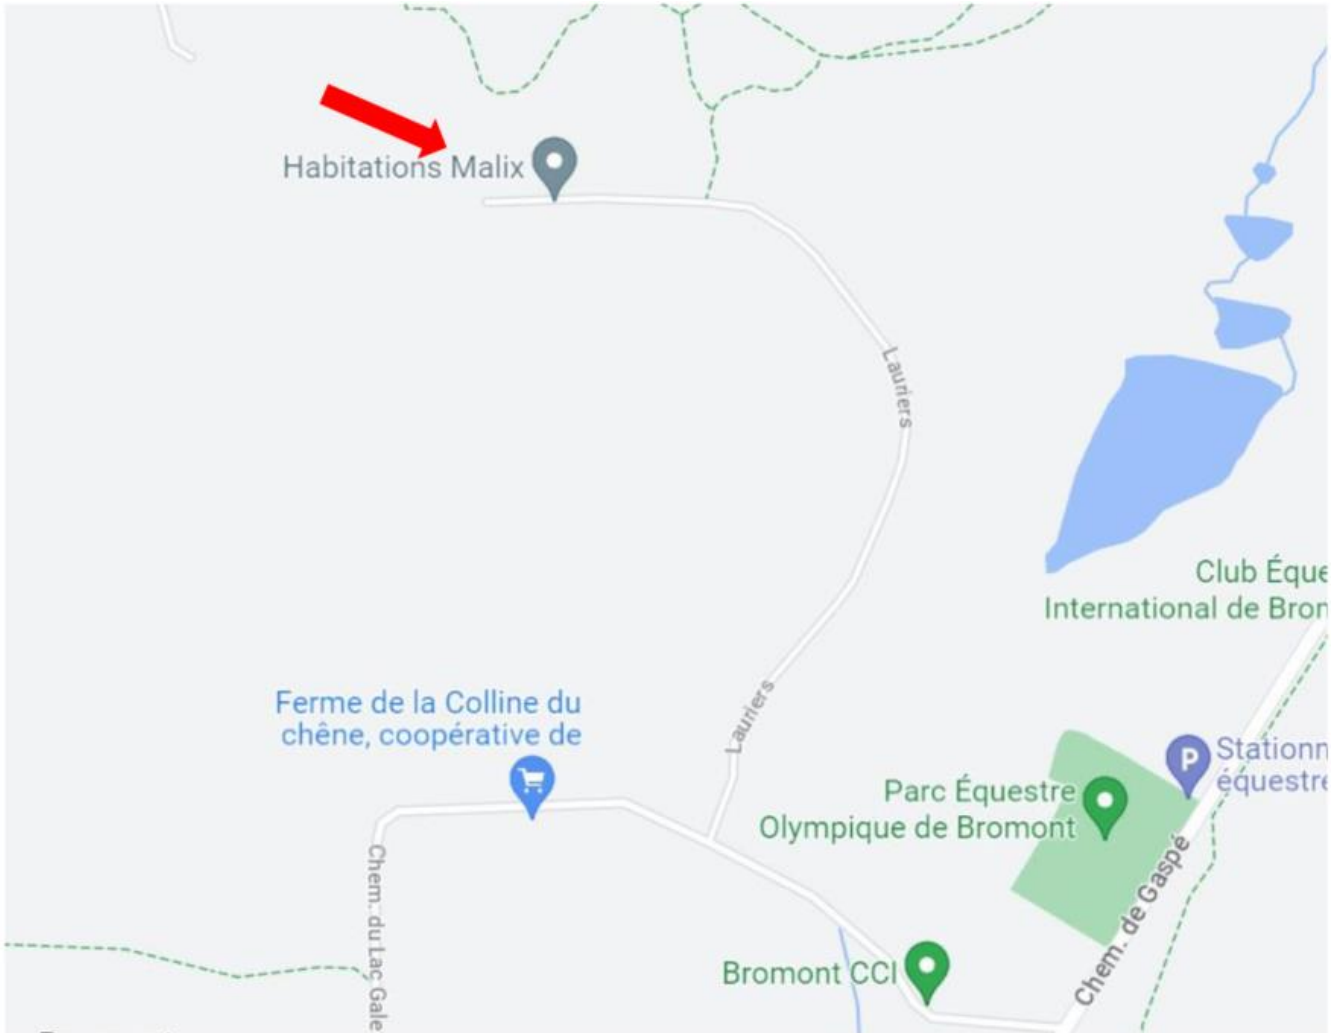 Habitations Malix
Lauriers
Club Éque
International de Bron
Lauriers
Ferme de la Colline du
chêne, coopérative de
P
Stationn
équestre
Parc Équestre
Olympique de Bromont
Chem. de Gaspé
Chem. du Lac Gale
Bromont CCI